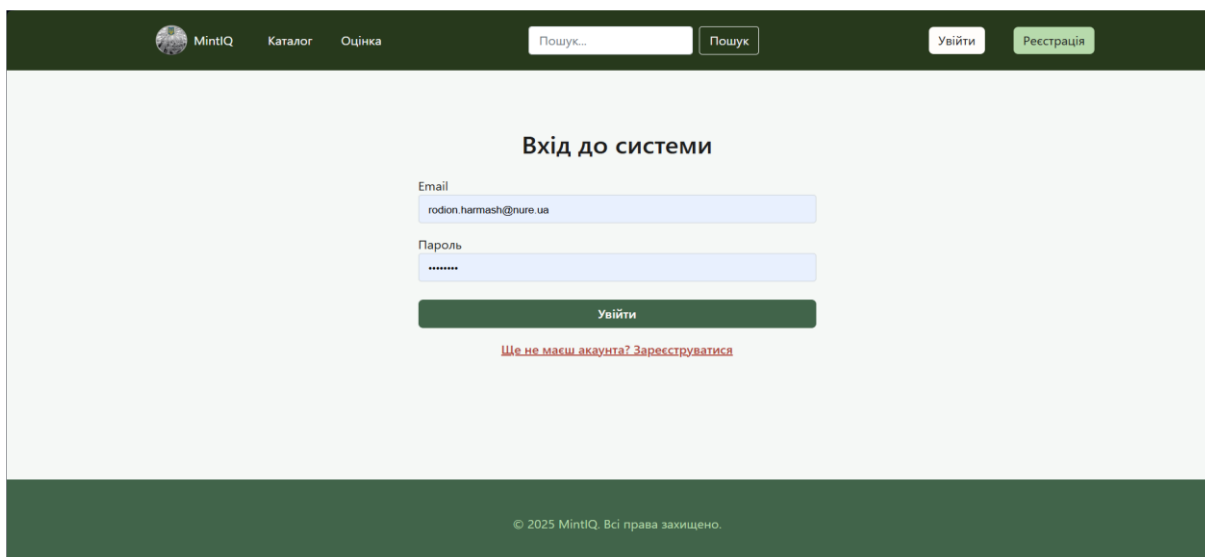 MintIQ Каталог Оцінка Пошук... Пошук Увійти Реєстрація
Вхід до системи
Email
rodion.harmash@nure.ua
Пароль
••••••••
Увійти
Ще не маєш акаунта? Зареєструватися
© 2025 MintIQ. Всі права захищено.